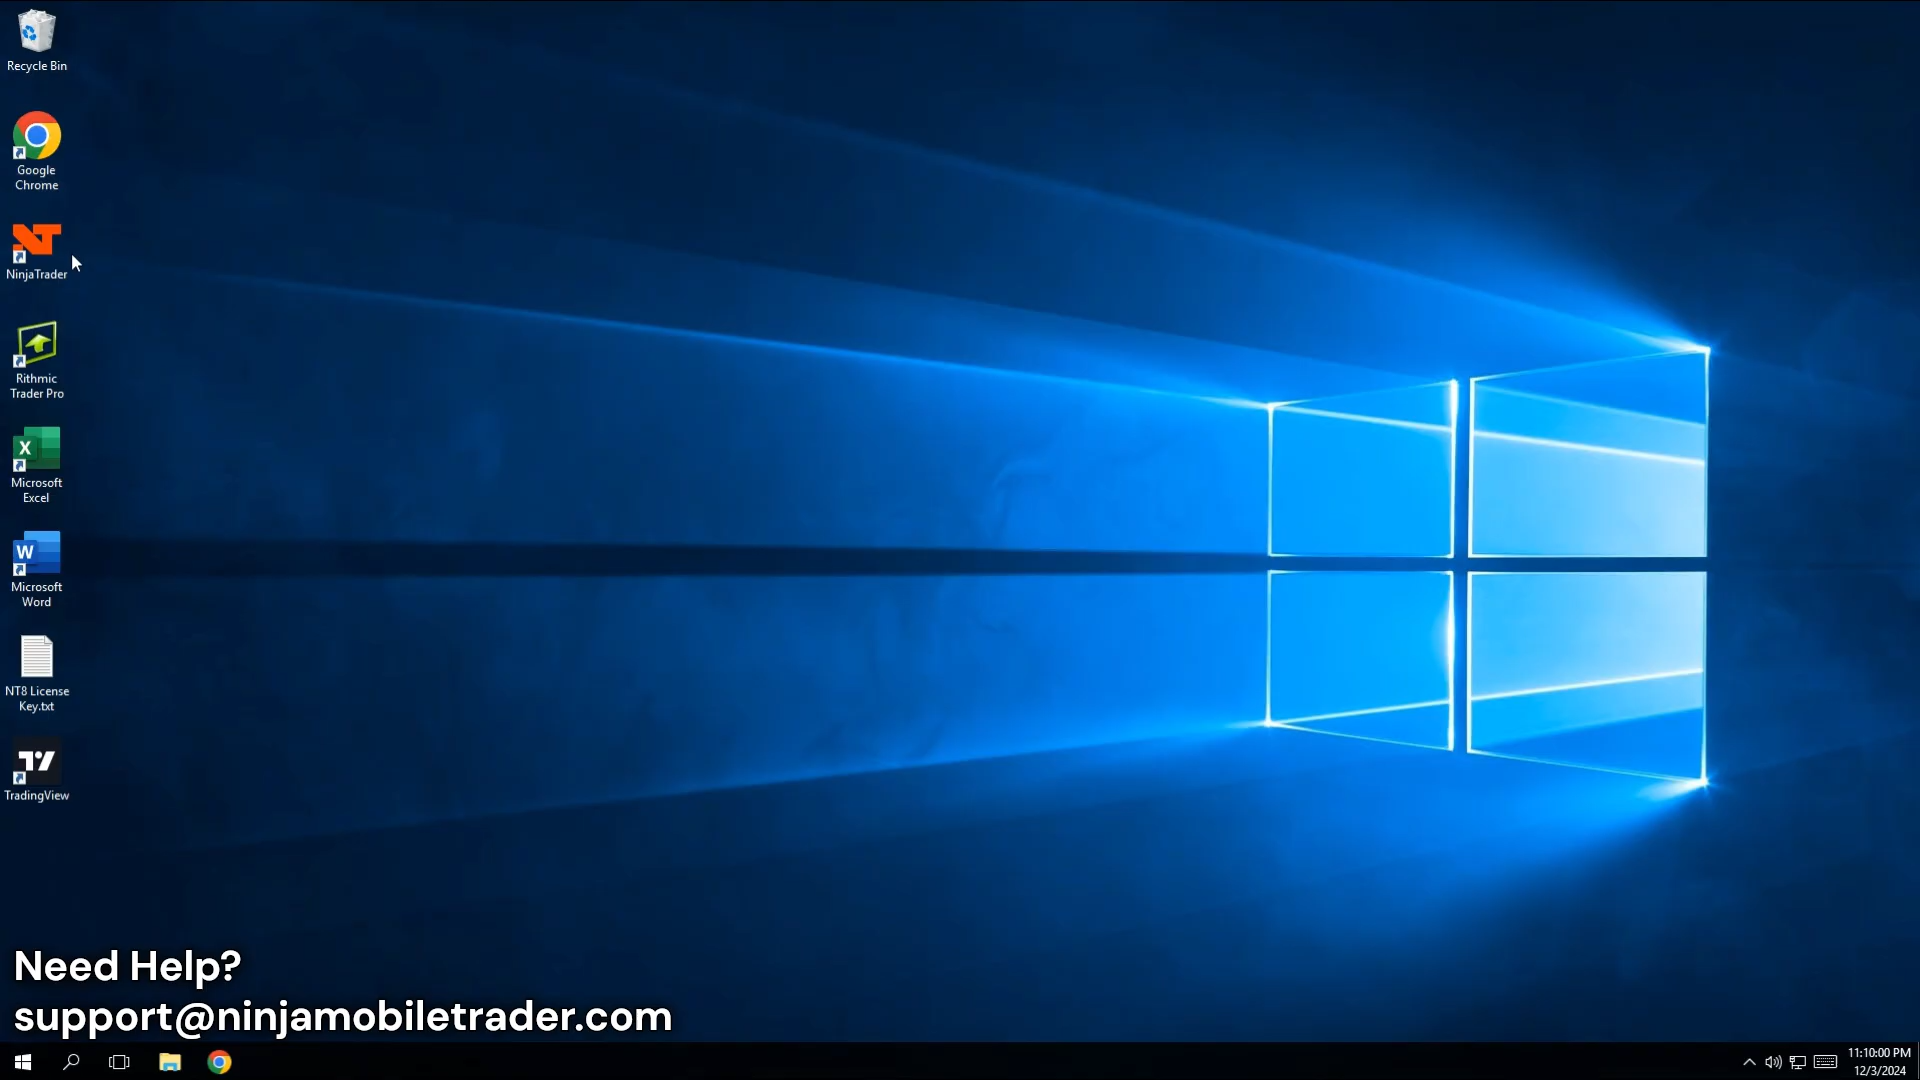 Recycle Bin
Google
Chrome
NT
NinjaTrader
Rithmic
Trader Pro
X
Microsoft
Excel
W
Microsoft
Word
NT8 License
Key.txt
TradingView
Need Help?
support@ninjamobiletrader.com
11:10:00 PM
12/3/2024